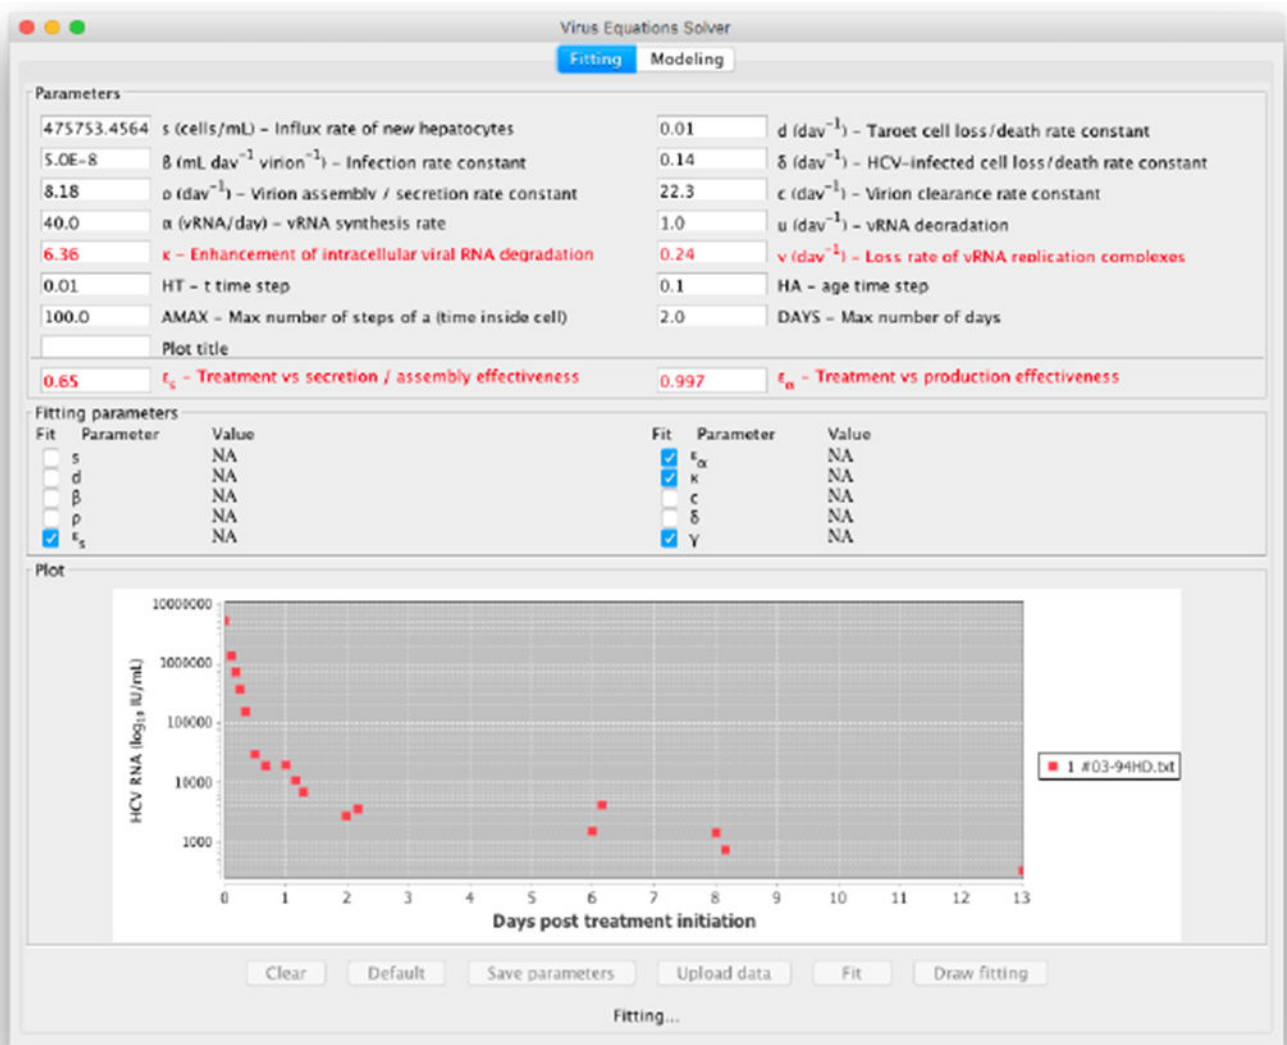 Virus Equations Solver
Fitting Modeling
Parameters
475753.4564 s (cells/mL) – Influx rate of new hepatocytes 0.01 d (day⁻¹) – Target cell loss/death rate constant
5.0E-8 β (mL day⁻¹ virion⁻¹) – Infection rate constant 0.14 δ (day⁻¹) – HCV-infected cell loss/death rate constant
8.18 ρ (day⁻¹) – Virion assembly / secretion rate constant 22.3 c (day⁻¹) – Virion clearance rate constant
40.0 α (vRNA/day) – vRNA synthesis rate 1.0 μ (day⁻¹) – vRNA degradation
6.36 κ – Enhancement of intracellular viral RNA degradation 0.24 γ (day⁻¹) – Loss rate of vRNA replication complexes
0.01 HT – t time step 0.1 HA – age time step
100.0 AMAX – Max number of steps of a (time inside cell) 2.0 DAYS – Max number of days
Plot title
0.65 εₛ – Treatment vs secretion / assembly effectiveness 0.997 ε_α – Treatment vs production effectiveness
Fitting parameters
Fit Parameter Value Fit Parameter Value
s NA ε_α NA
d NA κ NA
β NA c NA
ρ NA δ NA
εₛ NA γ NA
Plot
10000000
1000000
100000
10000
1000
HCV RNA (log₁₀ IU/mL)
1 #03-94HD.txt
0 1 2 3 4 5 6 7 8 9 10 11 12 13
Days post treatment initiation
Clear Default Save parameters Upload data Fit Draw fitting
Fitting...